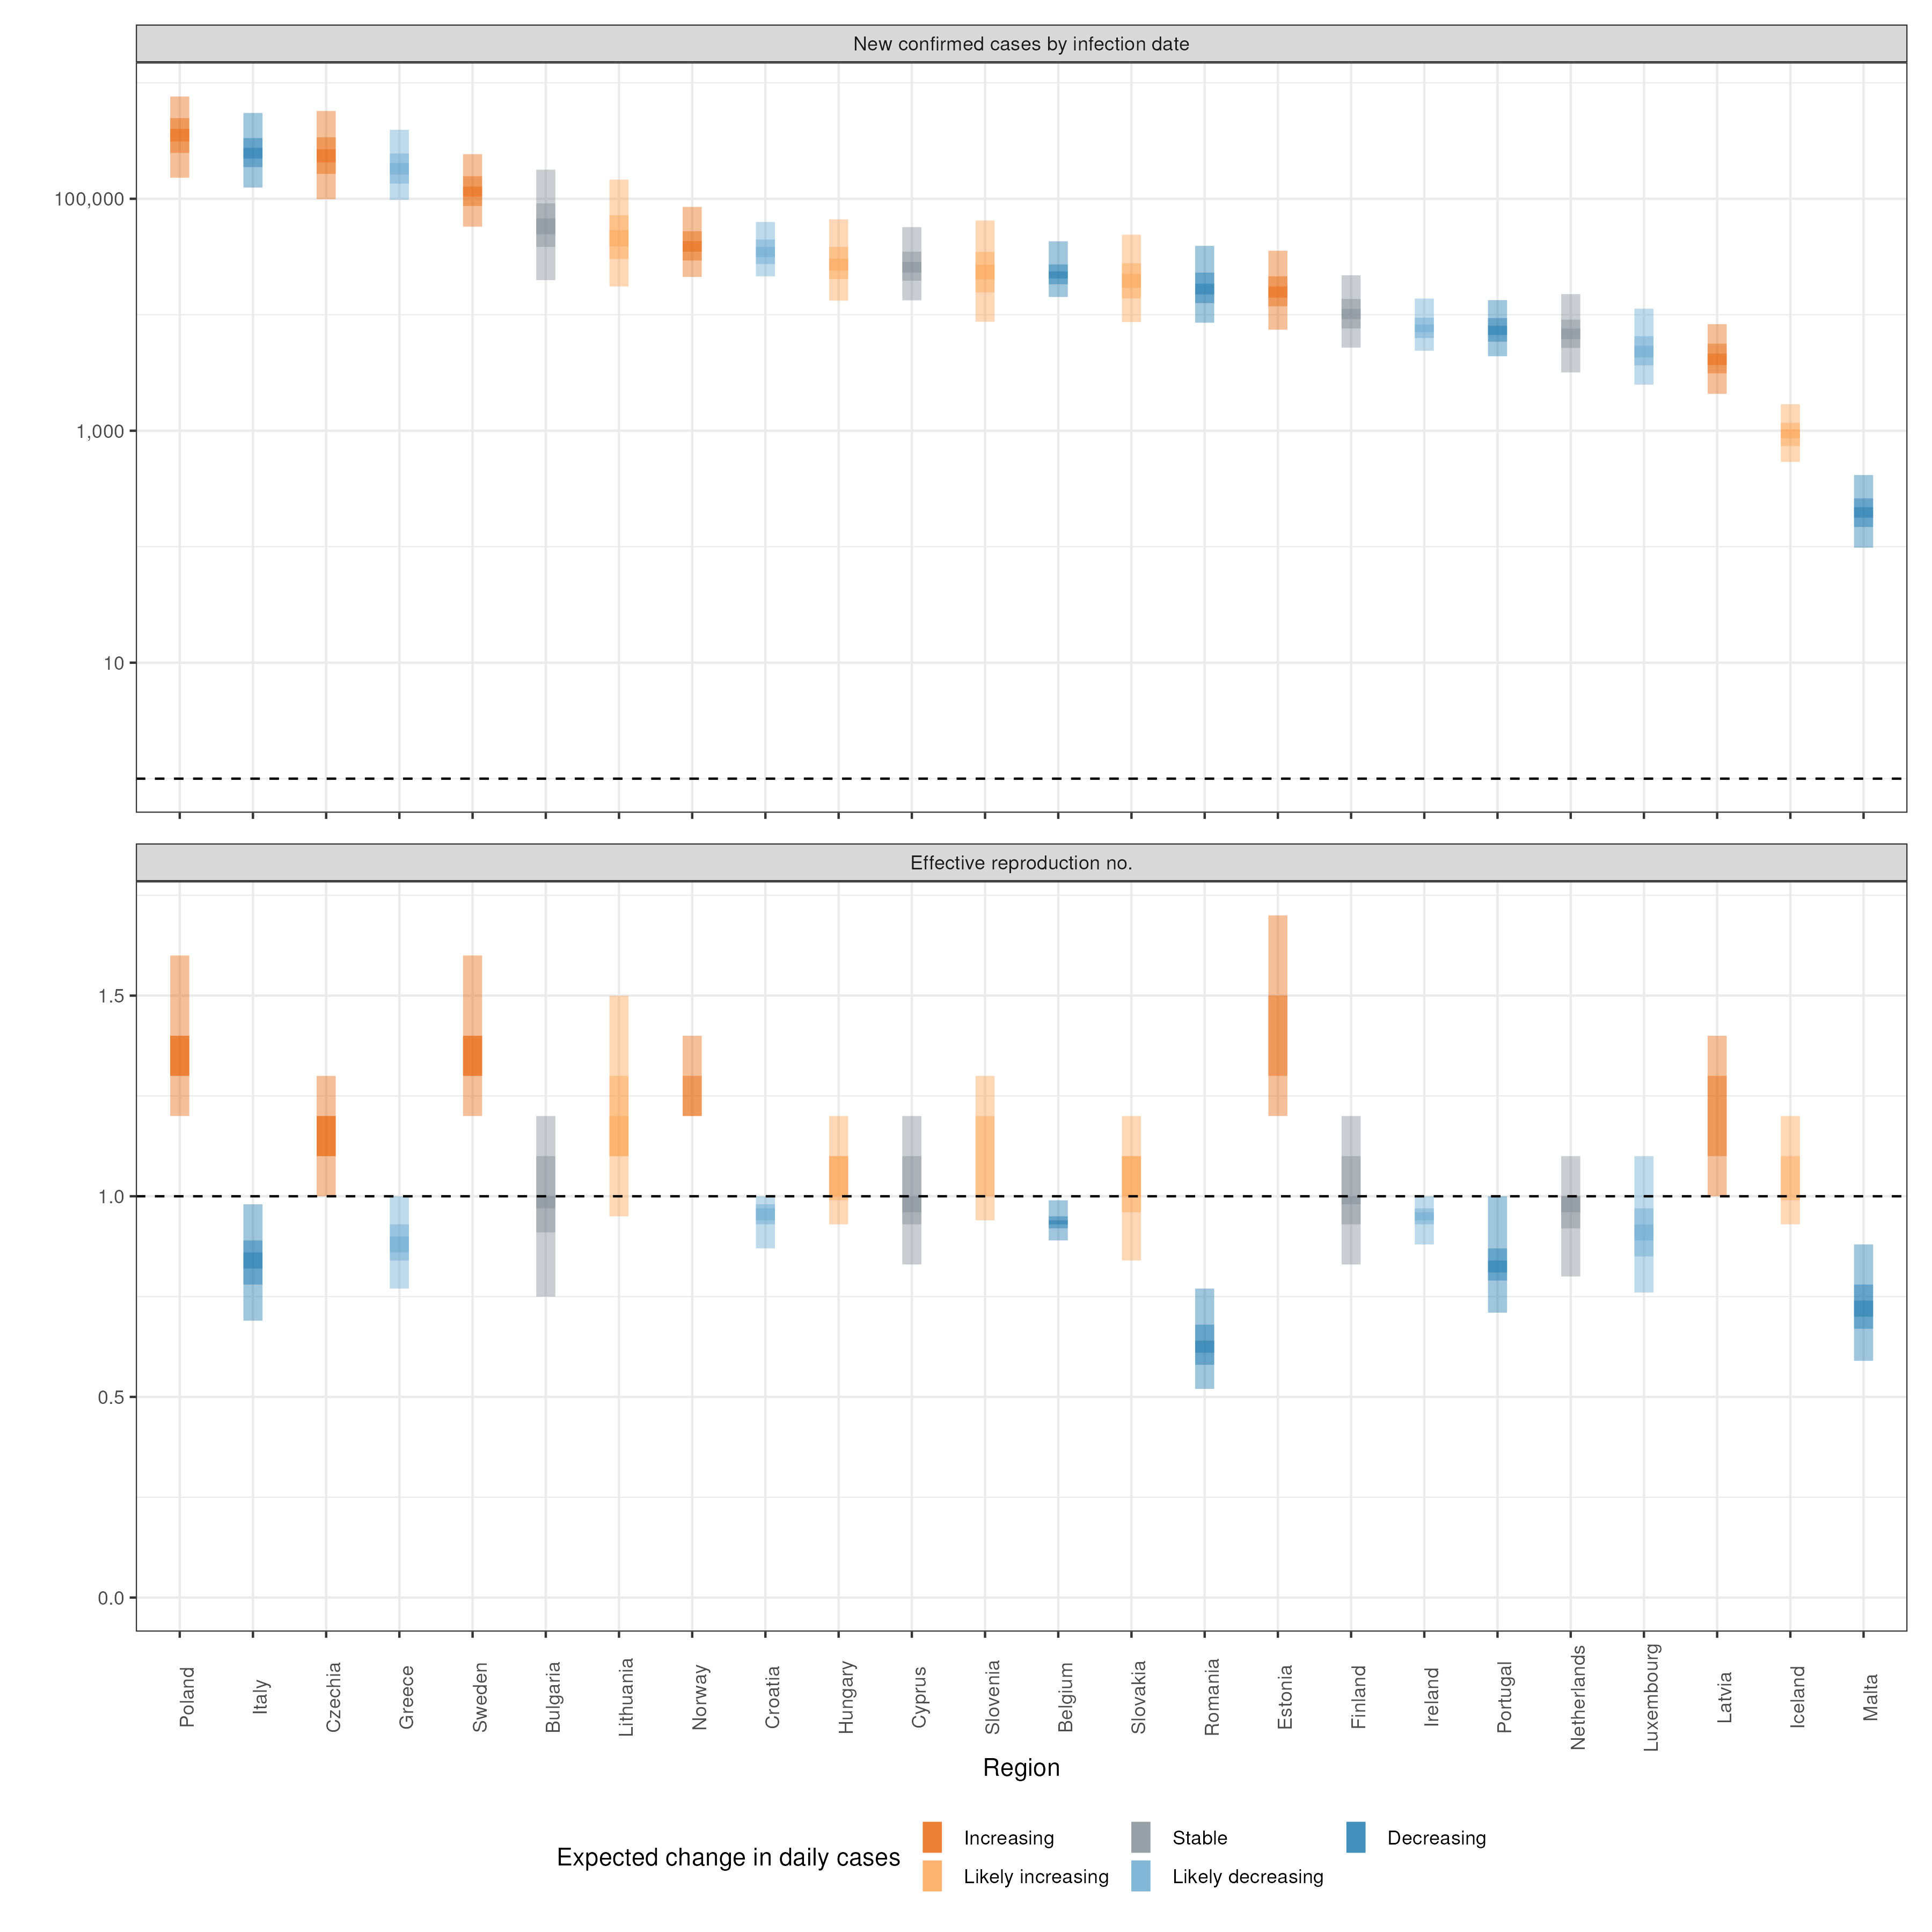 New confirmed cases by infection date
100,000
1,000
10
Effective reproduction no.
1.5
1.0
0.5
0.0
Poland
Italy
Czechia
Greece
Sweden
Bulgaria
Lithuania
Norway
Croatia
Hungary
Cyprus
Slovenia
Belgium
Slovakia
Romania
Estonia
Finland
Ireland
Portugal
Netherlands
Luxembourg
Latvia
Iceland
Malta
Region
Expected change in daily cases
Increasing
Likely increasing
Stable
Likely decreasing
Decreasing